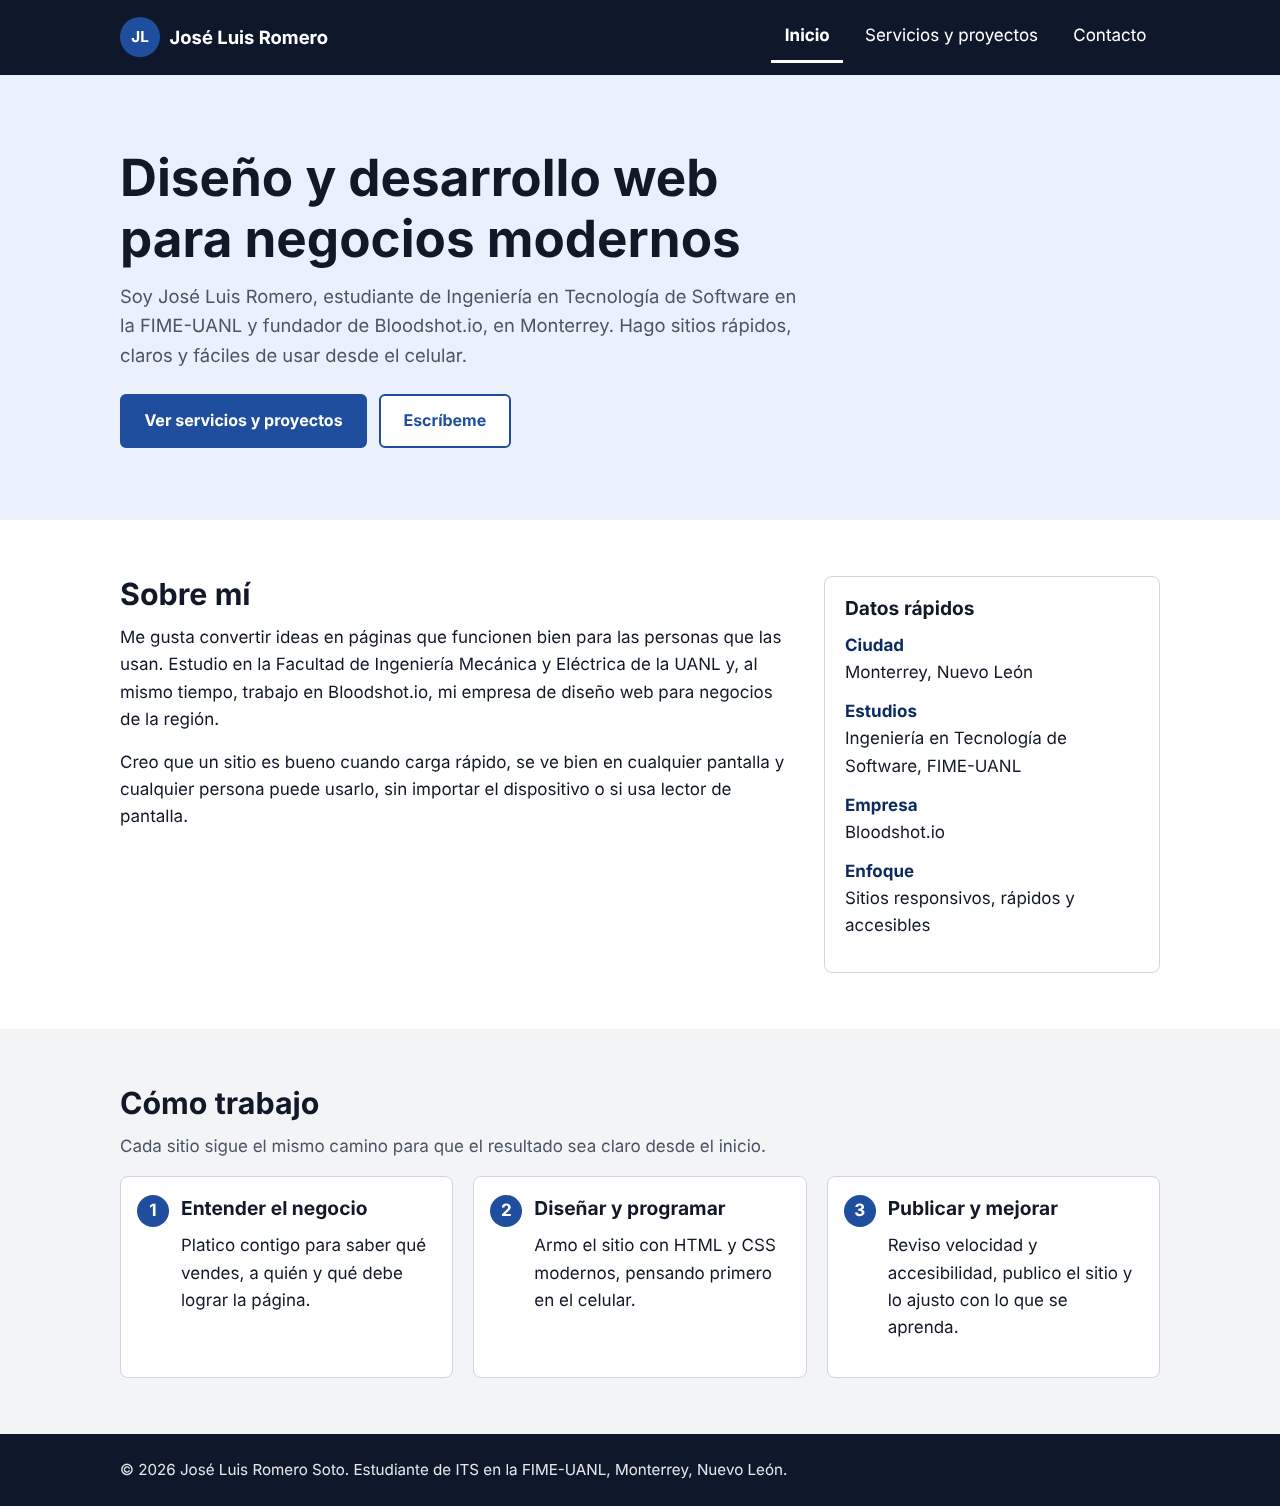 JL
José Luis Romero
Inicio
Servicios y proyectos
Contacto
Diseño y desarrollo web
para negocios modernos
Soy José Luis Romero, estudiante de Ingeniería en Tecnología de Software en
la FIME-UANL y fundador de Bloodshot.io, en Monterrey. Hago sitios rápidos,
claros y fáciles de usar desde el celular.
Ver servicios y proyectos
Escríbeme
Sobre mí
Me gusta convertir ideas en páginas que funcionen bien para las personas que las
usan. Estudio en la Facultad de Ingeniería Mecánica y Eléctrica de la UANL y, al
mismo tiempo, trabajo en Bloodshot.io, mi empresa de diseño web para negocios
de la región.
Creo que un sitio es bueno cuando carga rápido, se ve bien en cualquier pantalla y
cualquier persona puede usarlo, sin importar el dispositivo o si usa lector de
pantalla.
Datos rápidos
Ciudad
Monterrey, Nuevo León
Estudios
Ingeniería en Tecnología de
Software, FIME-UANL
Empresa
Bloodshot.io
Enfoque
Sitios responsivos, rápidos y
accesibles
Cómo trabajo
Cada sitio sigue el mismo camino para que el resultado sea claro desde el inicio.
1
Entender el negocio
Platico contigo para saber qué
vendes, a quién y qué debe
lograr la página.
2
Diseñar y programar
Armo el sitio con HTML y CSS
modernos, pensando primero
en el celular.
3
Publicar y mejorar
Reviso velocidad y
accesibilidad, publico el sitio y
lo ajusto con lo que se
aprenda.
© 2026 José Luis Romero Soto. Estudiante de ITS en la FIME-UANL, Monterrey, Nuevo León.